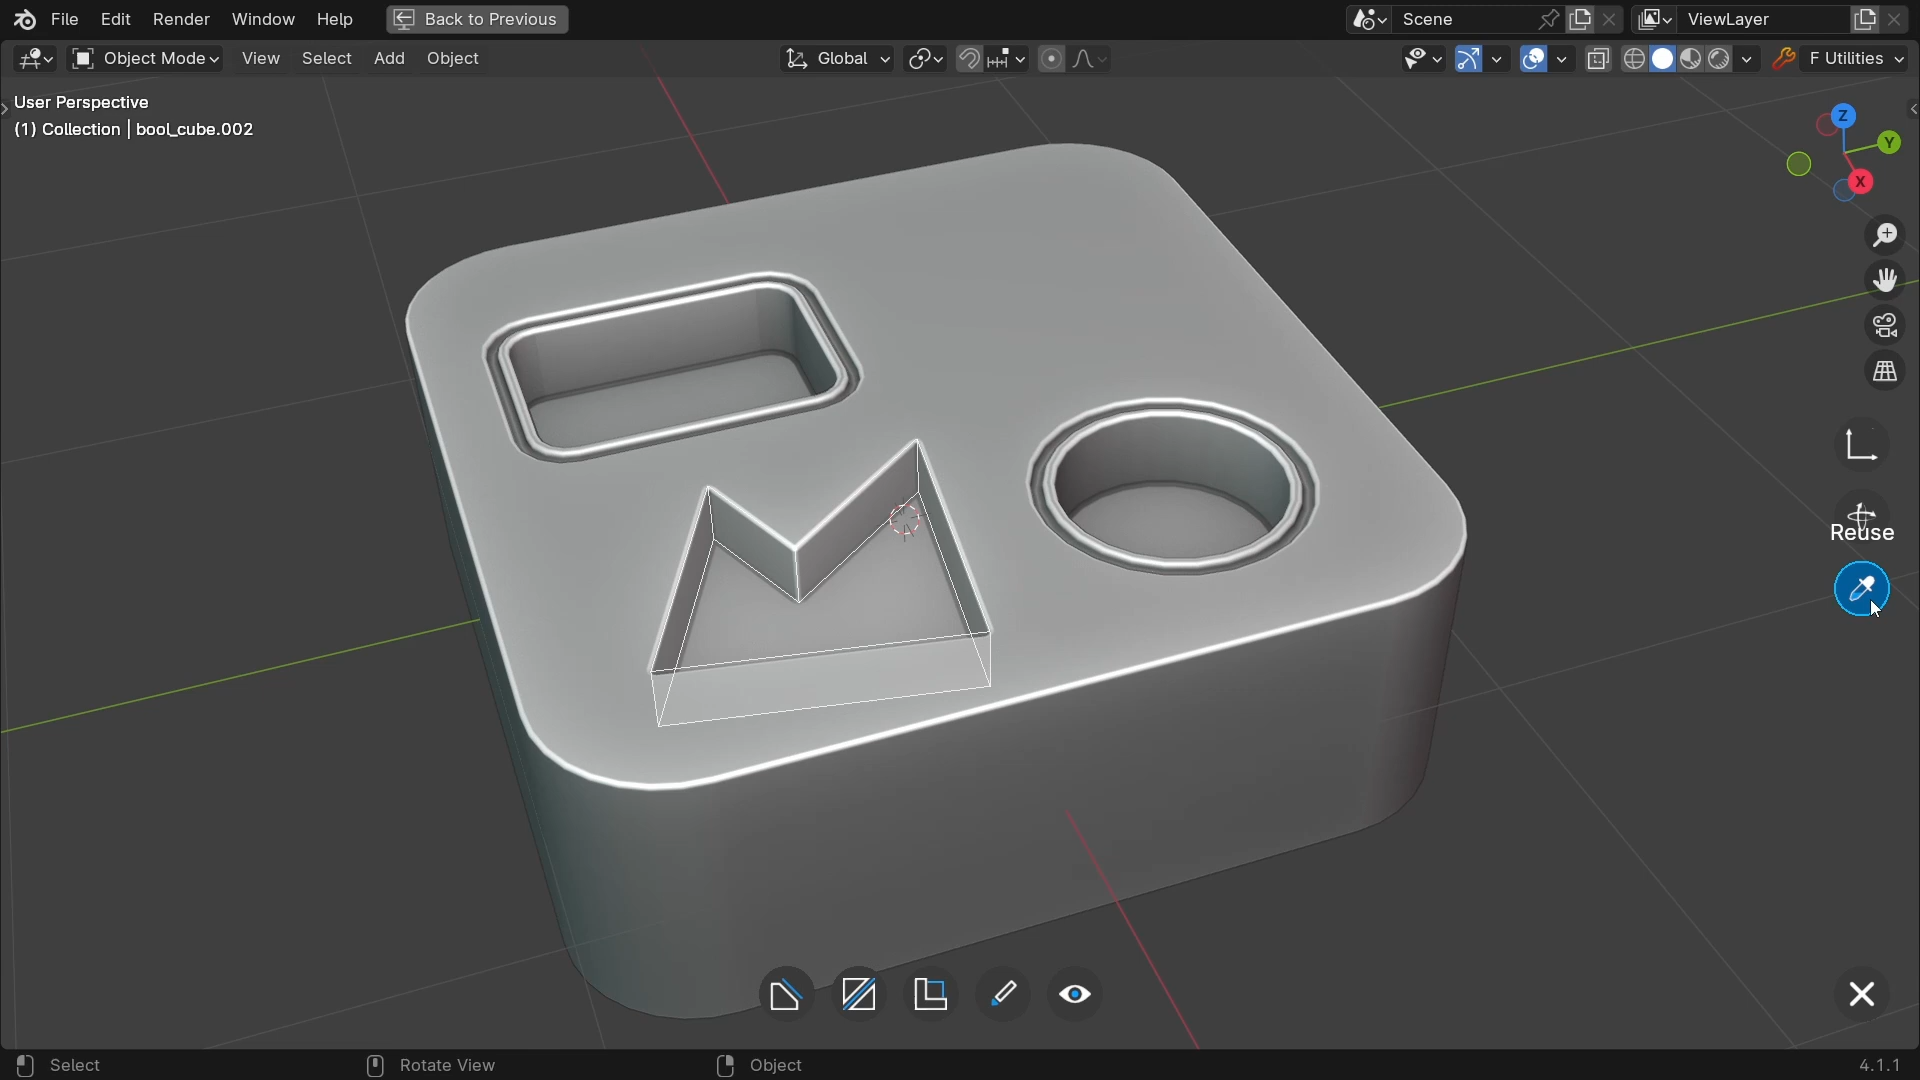 File Edit Render Window Help Back to Previous Scene ViewLayer
Object Mode View Select Add Object Global F Utilities
User Perspective
(1) Collection | bool_cube.002
Z
Y
X
Reuse
Select Rotate View Object 4.1.1